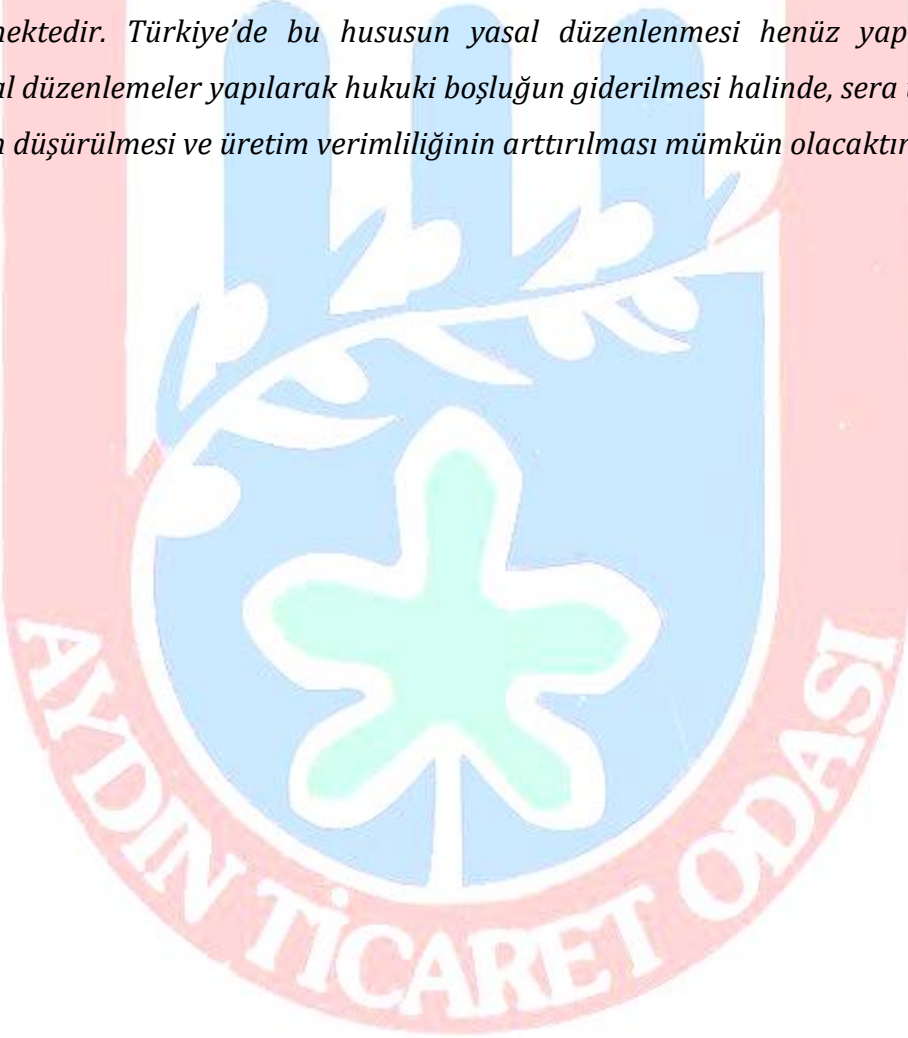 mektedir. Türkiye’de bu hususun yasal düzenlenmesi henüz yap
al düzenlemeler yapılarak hukuki boşluğun giderilmesi halinde, sera
n düşürülmesi ve üretim verimliliğinin arttırılması mümkün olacaktır
AYDIN TİCARET ODASI